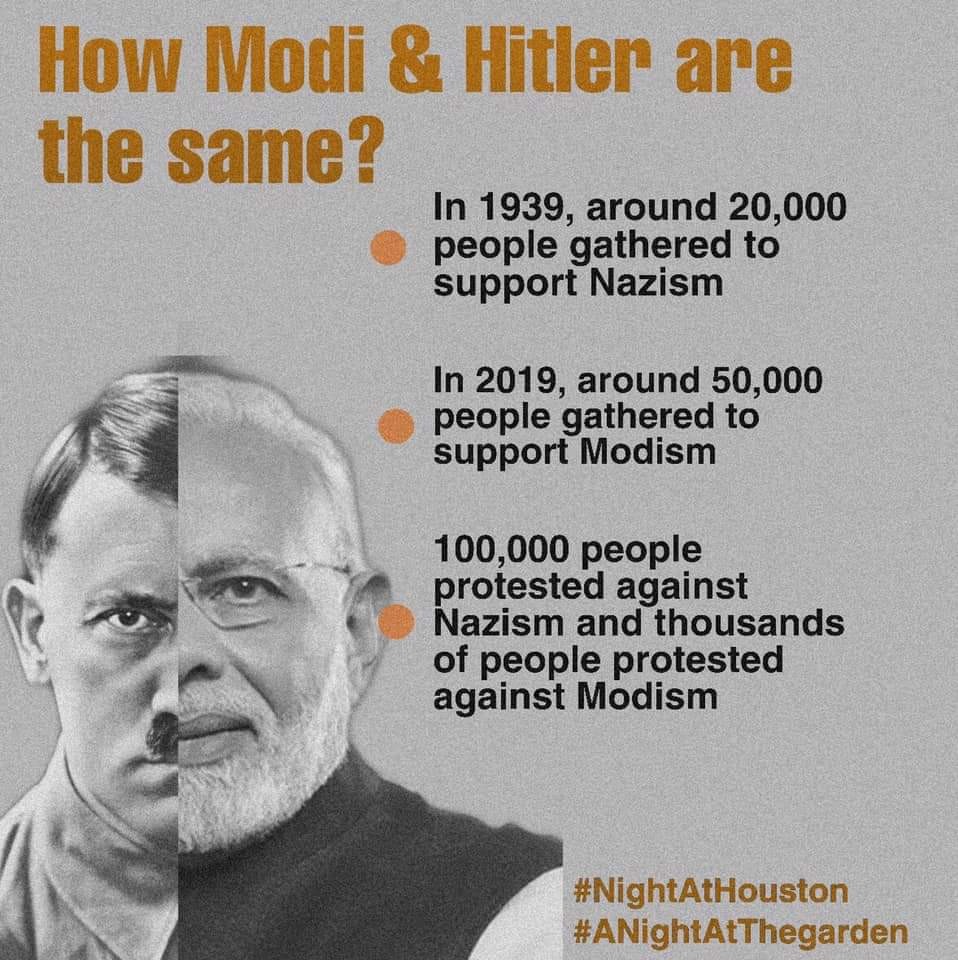 How Modi & Hitler are
the same?
In 1939, around 20,000
people gathered to
support Nazism
In 2019, around 50,000
people gathered to
support Modism
100,000 people
protested against
Nazism and thousands
of people protested
against Modism
#NightAtHouston
#ANightAtThegarden